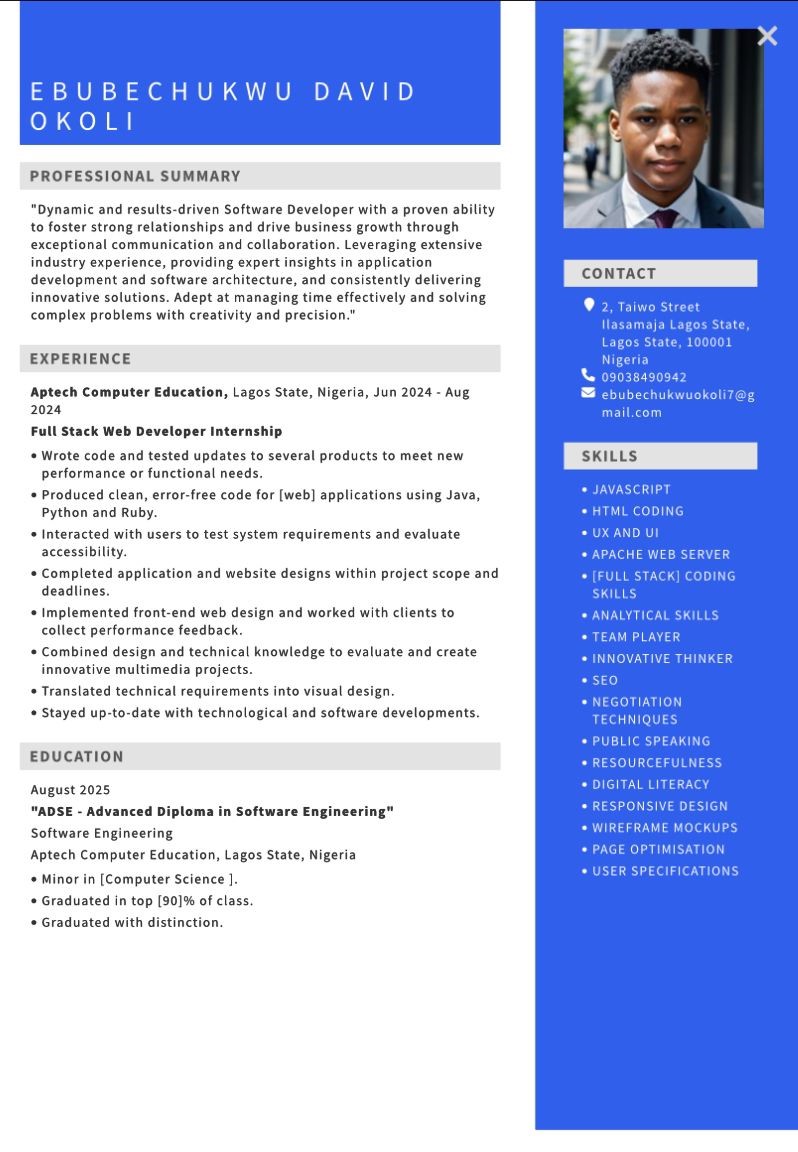 EBUBECHUKWU DAVID
OKOLI
PROFESSIONAL SUMMARY
"Dynamic and results-driven Software Developer with a proven ability
to foster strong relationships and drive business growth through
exceptional communication and collaboration. Leveraging extensive
industry experience, providing expert insights in application
development and software architecture, and consistently delivering
innovative solutions. Adept at managing time effectively and solving
complex problems with creativity and precision."
EXPERIENCE
Aptech Computer Education, Lagos State, Nigeria, Jun 2024 - Aug
2024
Full Stack Web Developer Internship
• Wrote code and tested updates to several products to meet new
performance or functional needs.
• Produced clean, error-free code for [web] applications using Java,
Python and Ruby.
• Interacted with users to test system requirements and evaluate
accessibility.
• Completed application and website designs within project scope and
deadlines.
• Implemented front-end web design and worked with clients to
collect performance feedback.
• Combined design and technical knowledge to evaluate and create
innovative multimedia projects.
• Translated technical requirements into visual design.
• Stayed up-to-date with technological and software developments.
EDUCATION
August 2025
"ADSE - Advanced Diploma in Software Engineering"
Software Engineering
Aptech Computer Education, Lagos State, Nigeria
• Minor in [Computer Science ].
• Graduated in top [90]% of class.
• Graduated with distinction.
CONTACT
2, Taiwo Street
Ilasamaja Lagos State,
Lagos State, 100001
Nigeria
09038490942
ebubechukwuokoli7@g
mail.com
SKILLS
• JAVASCRIPT
• HTML CODING
• UX AND UI
• APACHE WEB SERVER
• [FULL STACK] CODING
SKILLS
• ANALYTICAL SKILLS
• TEAM PLAYER
• INNOVATIVE THINKER
• SEO
• NEGOTIATION
TECHNIQUES
• PUBLIC SPEAKING
• RESOURCEFULNESS
• DIGITAL LITERACY
• RESPONSIVE DESIGN
• WIREFRAME MOCKUPS
• PAGE OPTIMISATION
• USER SPECIFICATIONS